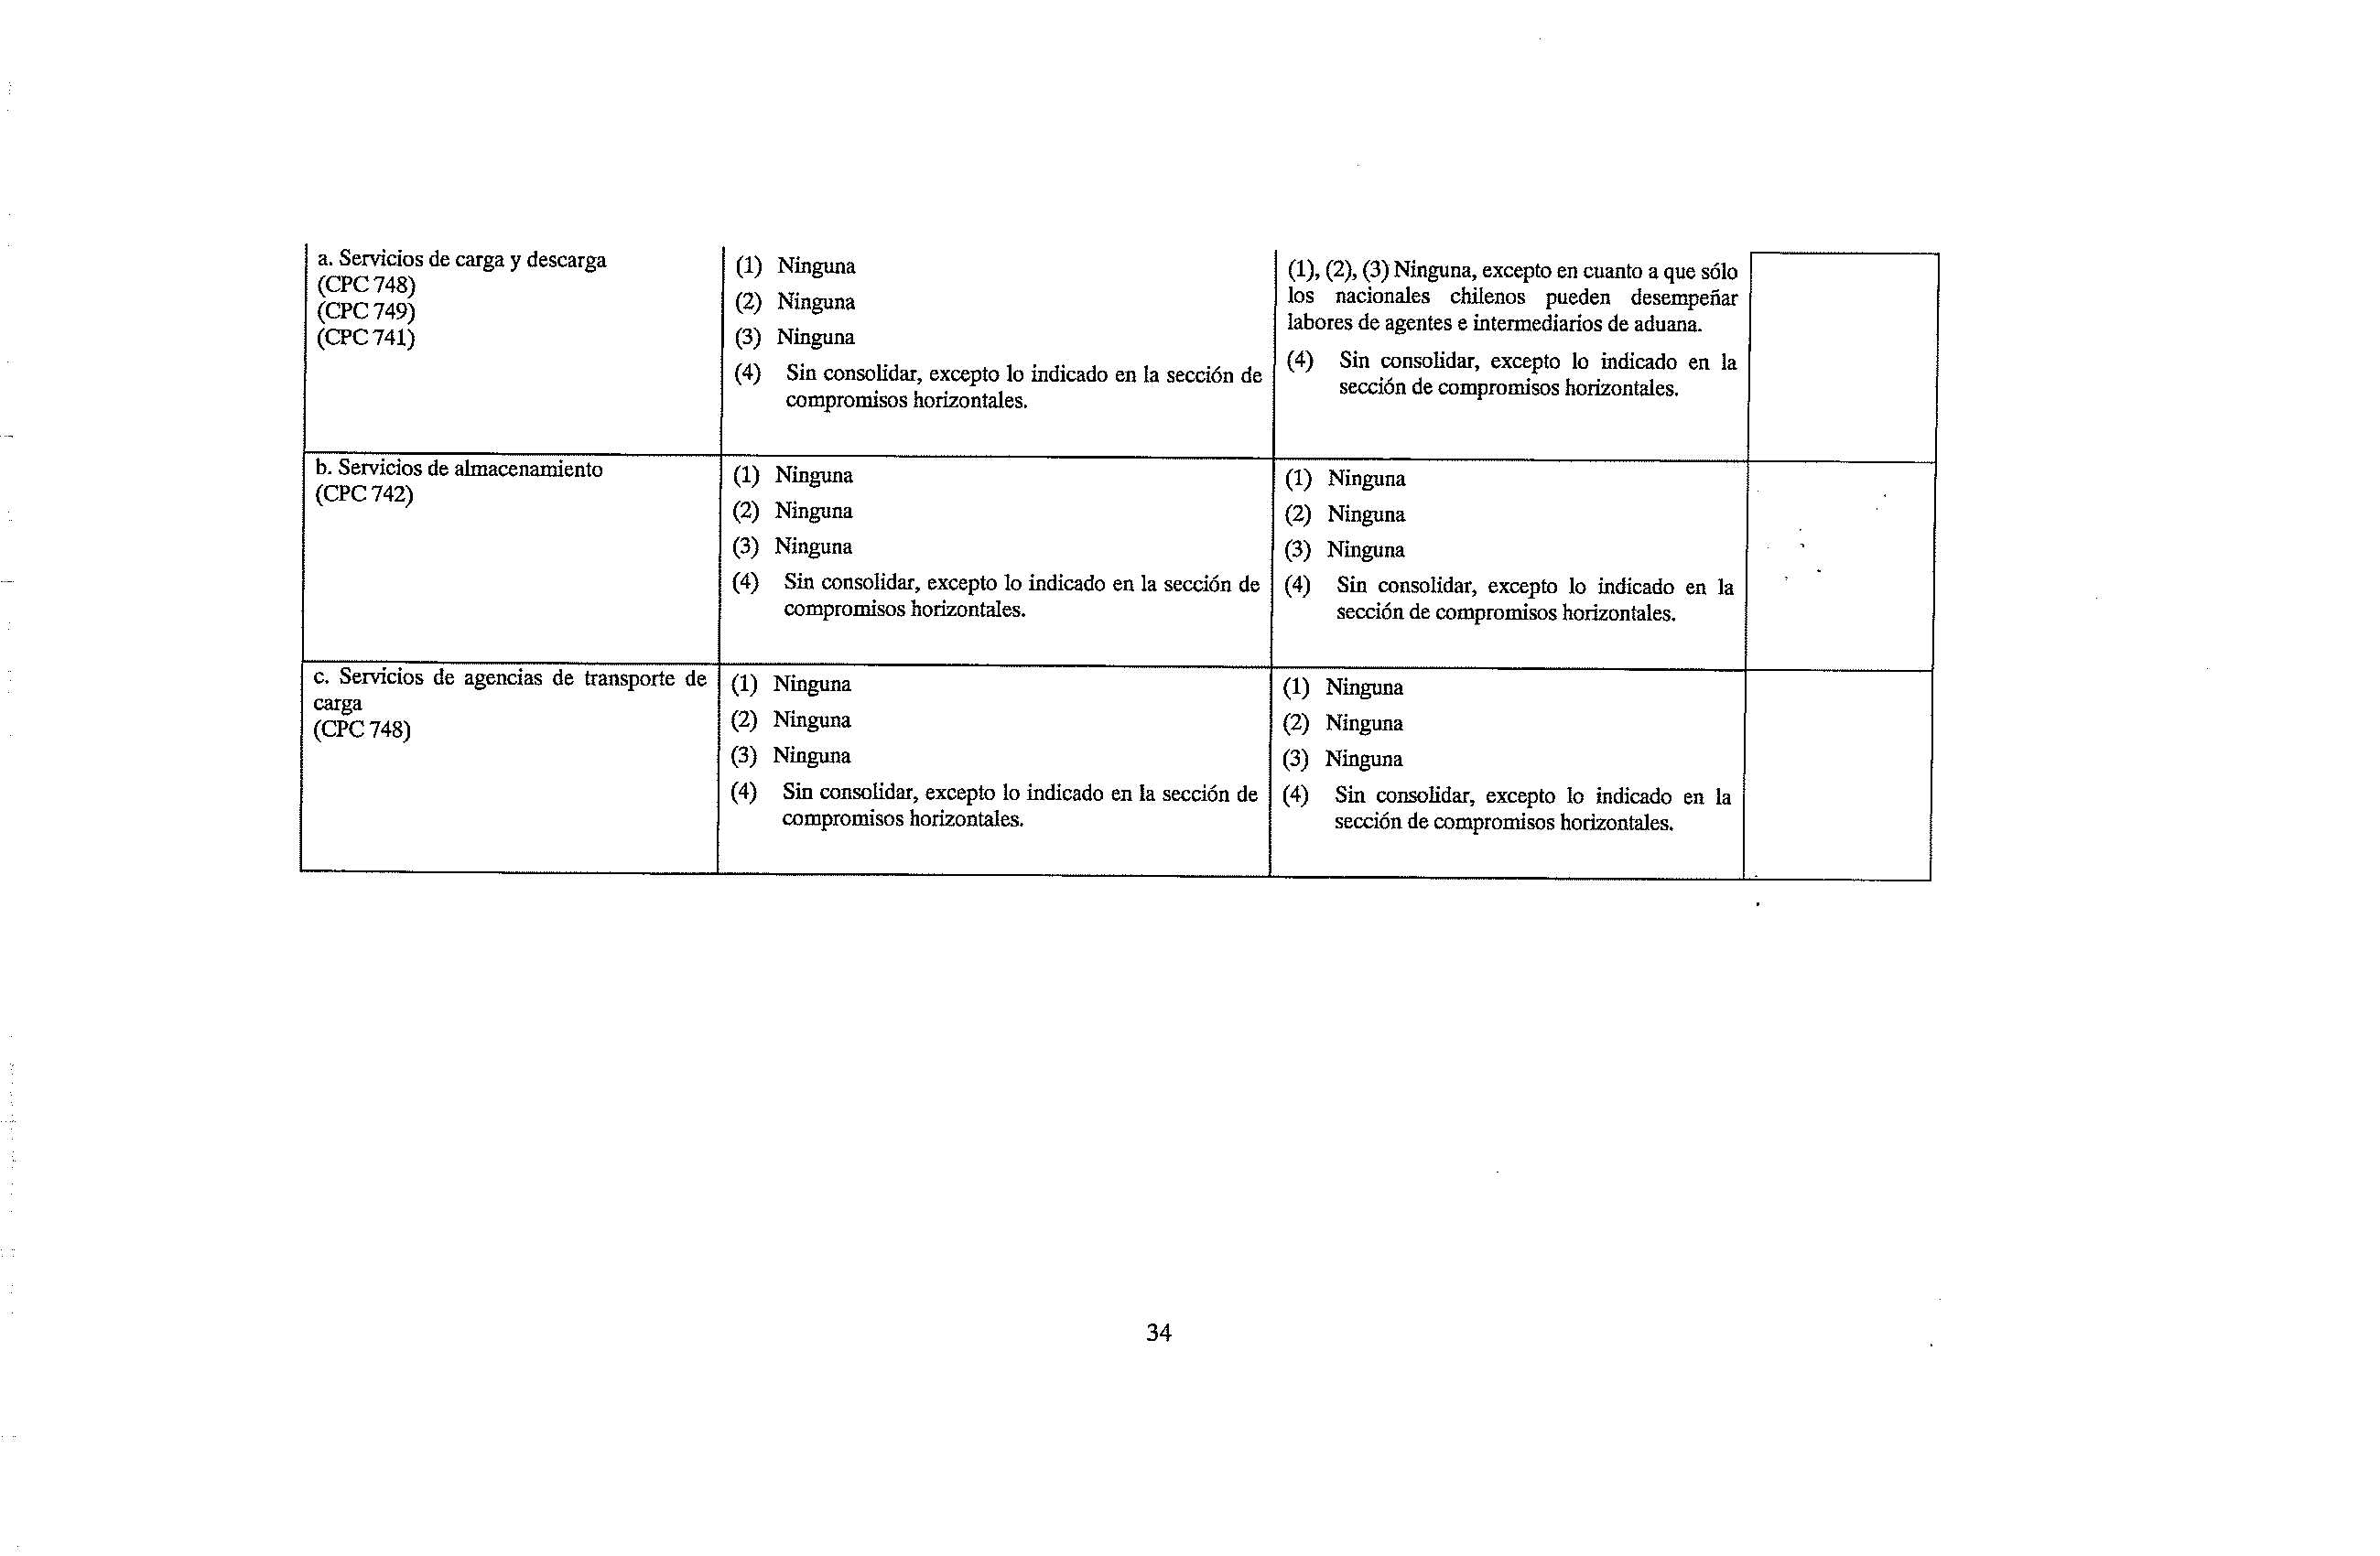 a. Servicios de carga y descarga
(CPC 748)
(CPC 749)
(CPC 741)
(1) Ninguna
(2) Ninguna
(3) Ninguna
(4) Sin consolidar, excepto lo indicado en la sección de
compromisos horizontales.
(1), (2), (3) Ninguna, excepto en cuanto a que sólo
los nacionales chilenos pueden desempeñar
labores de agentes e intermediarios de aduana.
(4) Sin consolidar, excepto lo indicado en la
sección de compromisos horizontales.
b. Servicios de almacenamiento
(CPC 742)
(1) Ninguna
(2) Ninguna
(3) Ninguna
(4) Sin consolidar, excepto lo indicado en la sección de
compromisos horizontales.
(1) Ninguna
(2) Ninguna
(3) Ninguna
(4) Sin consolidar, excepto lo indicado en la
sección de compromisos horizontales.
c. Servicios de agencias de transporte de
carga
(CPC 748)
(1) Ninguna
(2) Ninguna
(3) Ninguna
(4) Sin consolidar, excepto lo indicado en la sección de
compromisos horizontales.
(1) Ninguna
(2) Ninguna
(3) Ninguna
(4) Sin consolidar, excepto lo indicado en la
sección de compromisos horizontales.
34